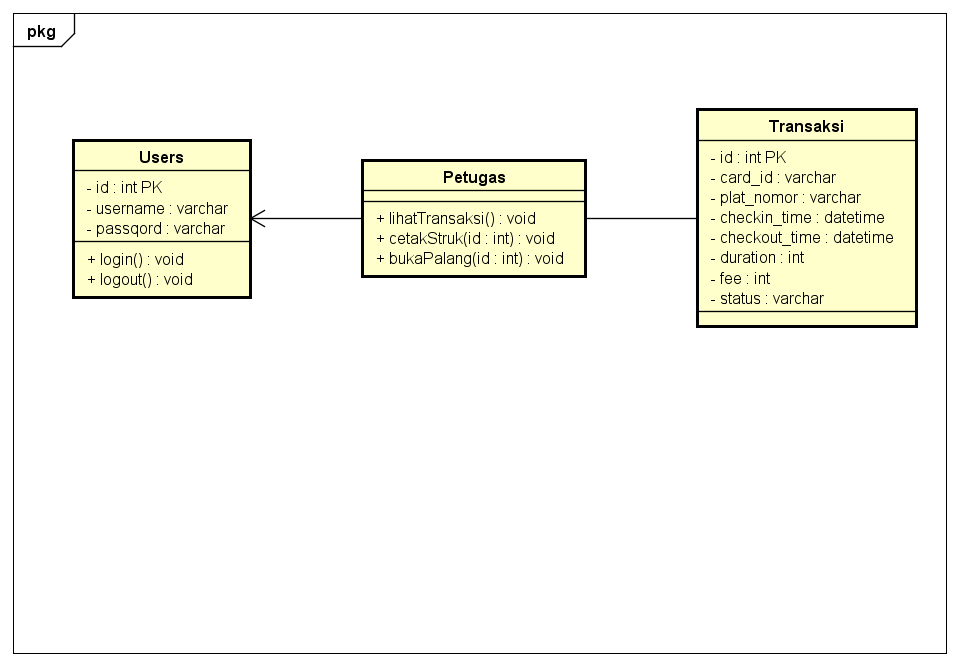 pkg
Users
- id : int PK
- username : varchar
- passqord : varchar
+ login() : void
+ logout() : void
Petugas
+ lihatTransaksi() : void
+ cetakStruk(id : int) : void
+ bukaPalang(id : int) : void
Transaksi
- id : int PK
- card_id : varchar
- plat_nomor : varchar
- checkin_time : datetime
- checkout_time : datetime
- duration : int
- fee : int
- status : varchar